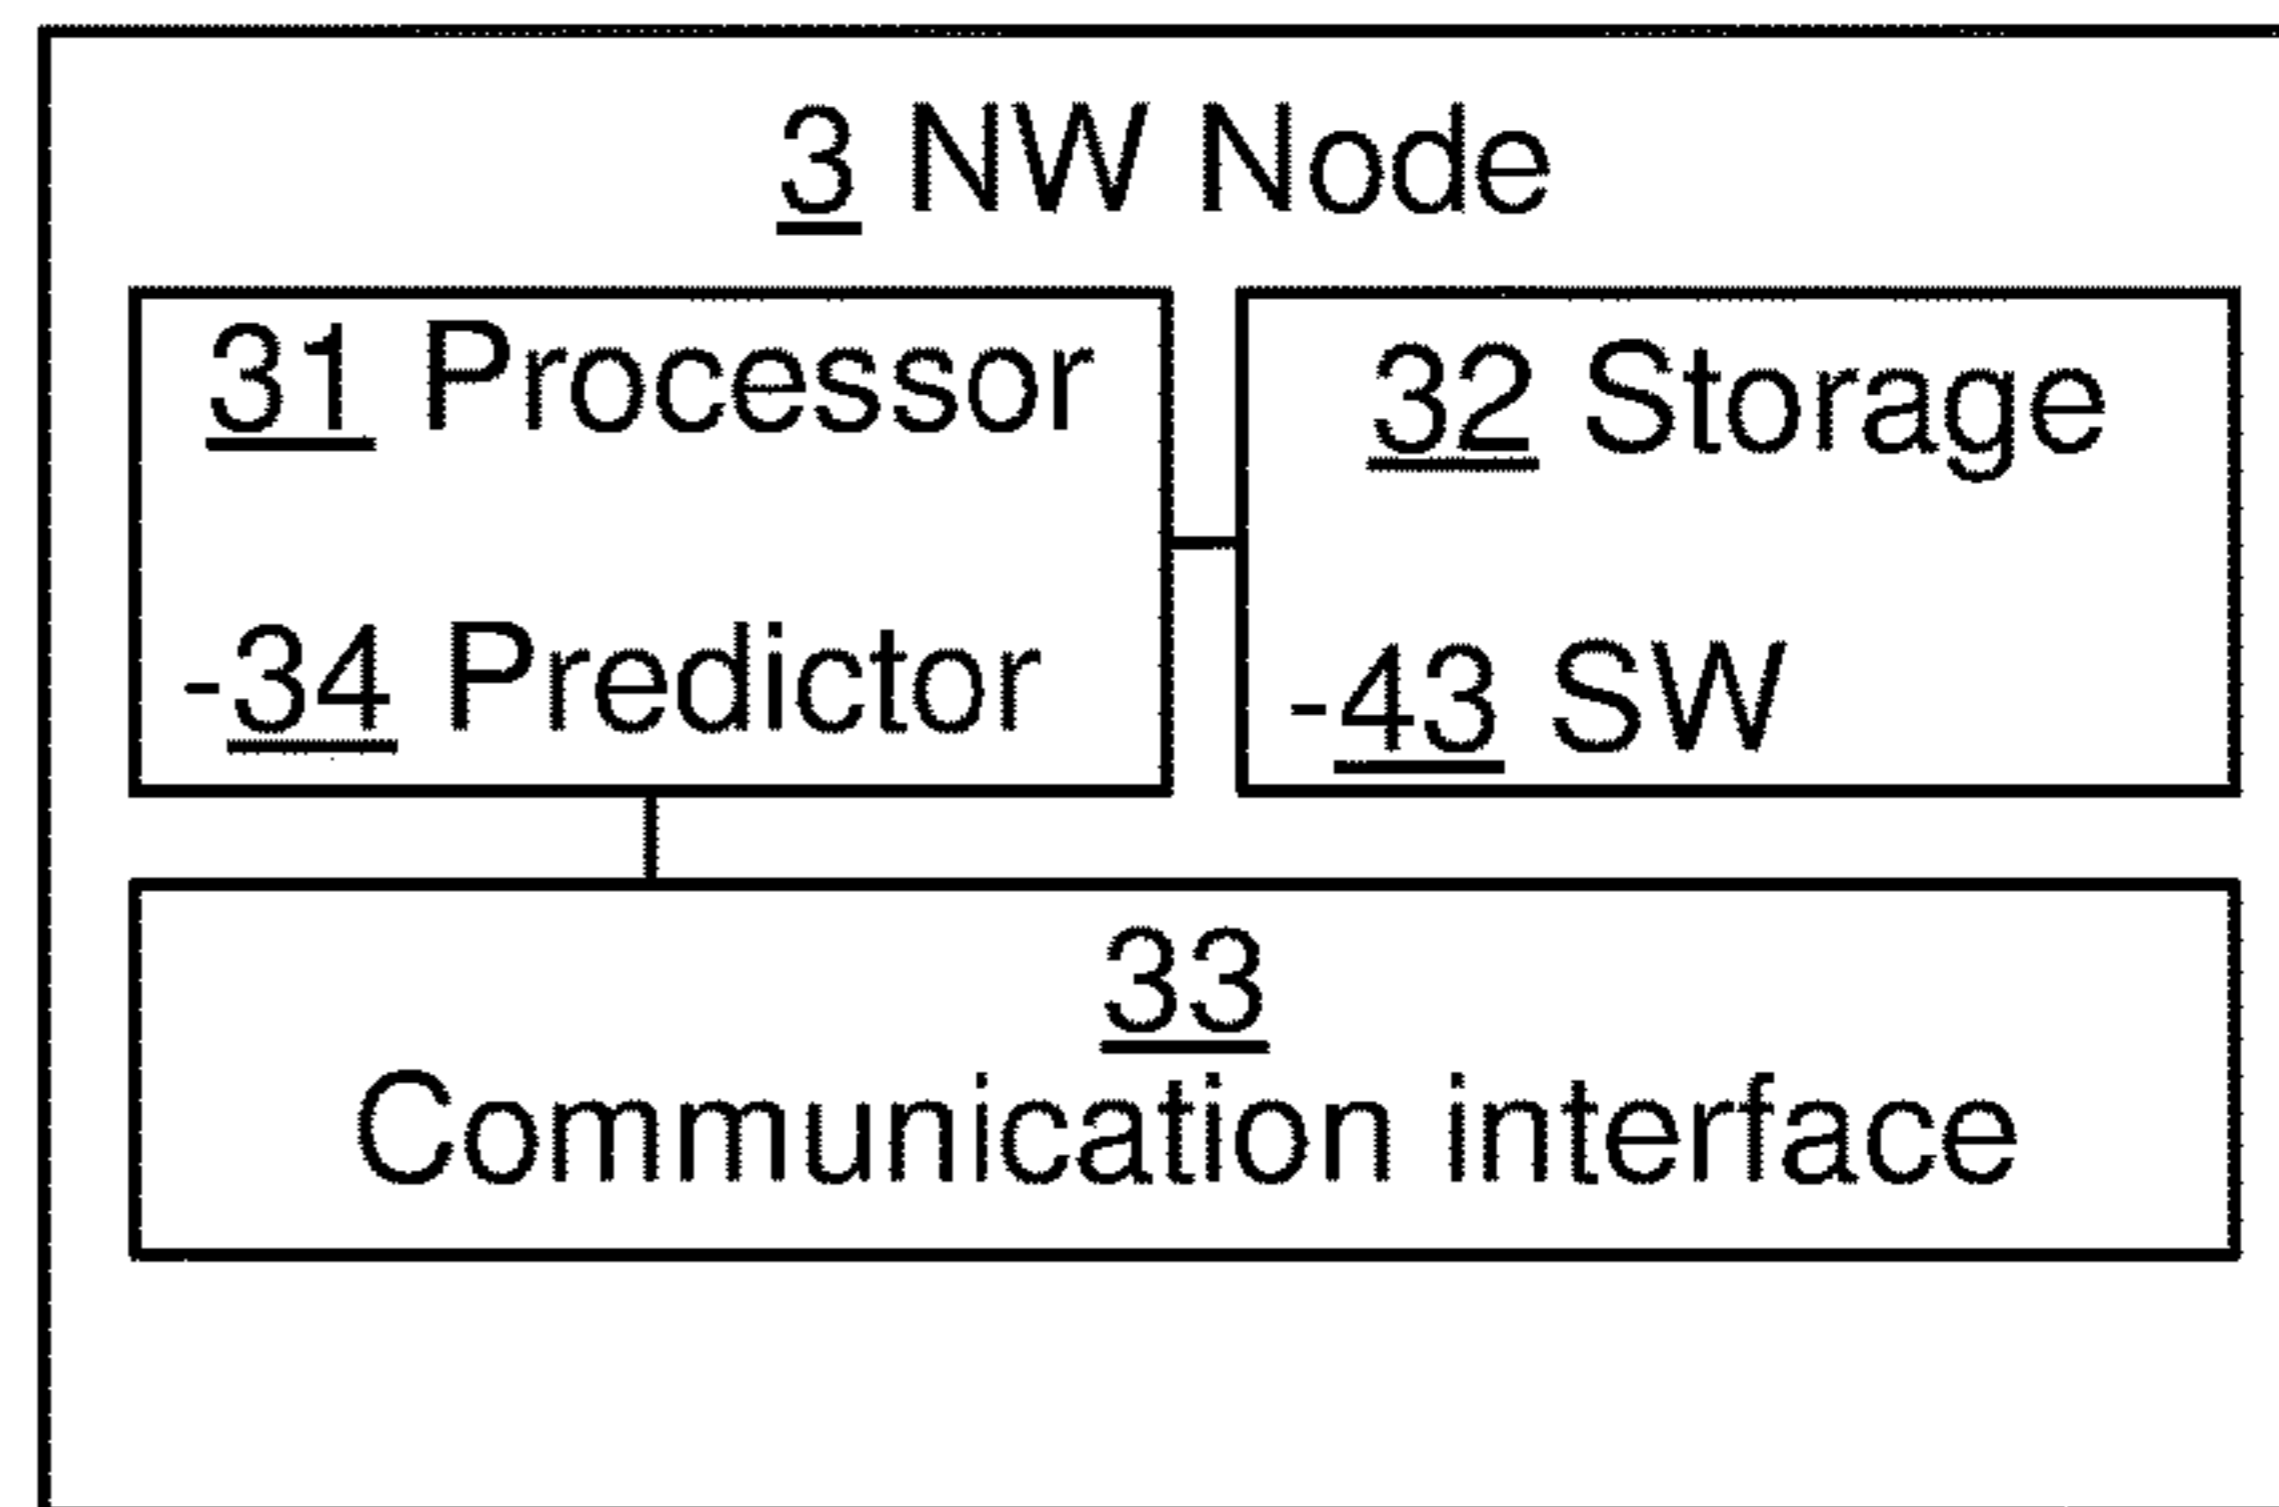 3 NW Node
31 Processor
-34 Predictor
32 Storage
-43 SW
33
Communication interface